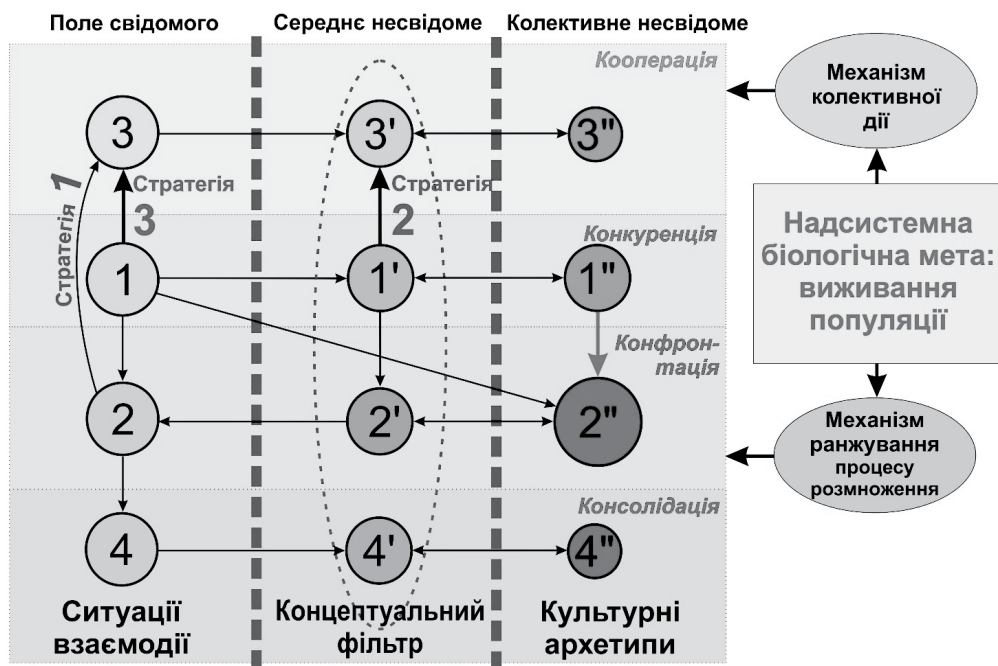 Поле свідомого
Середнє несвідоме
Колективне несвідоме
Кооперація
3
3'
3"
Стратегія 1
Стратегія
3
Стратегія
2
Конкуренція
1
1'
1"
Конфрон-
тація
2
2'
2"
Консолідація
4
4'
4"
Ситуації
взаємодії
Концептуальний
фільтр
Культурні
архетипи
Механізм
колективної
дії
Надсистемна
біологічна мета:
виживання
популяції
Механізм
ранжування
процесу
розмноження